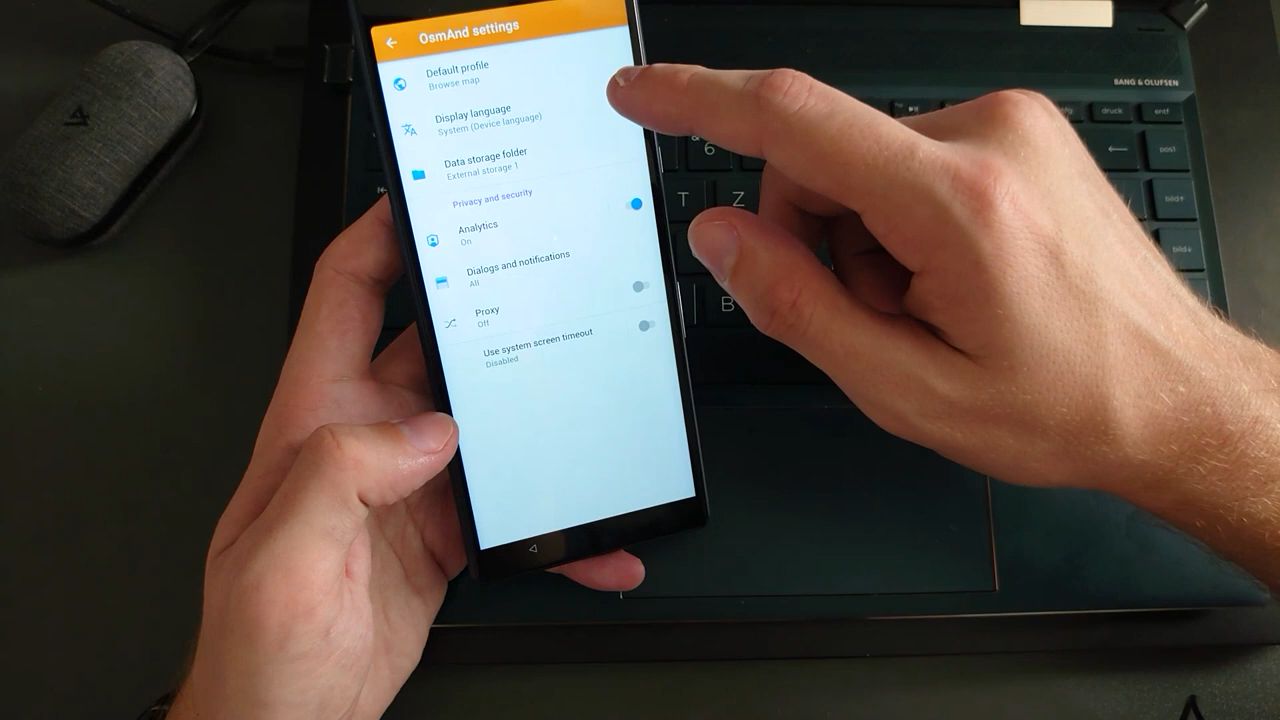 OsmAnd settings
Default profile
Browse map
Display language
System (Device language)
Data storage folder
External storage 1
Privacy and security
Analytics
On
Dialogs and notifications
All
Proxy
Off
Use system screen timeout
Disabled
BANG & OLUFSEN
druck
entf
&
6
←
post
T
Z
bild↑
bild↓
B